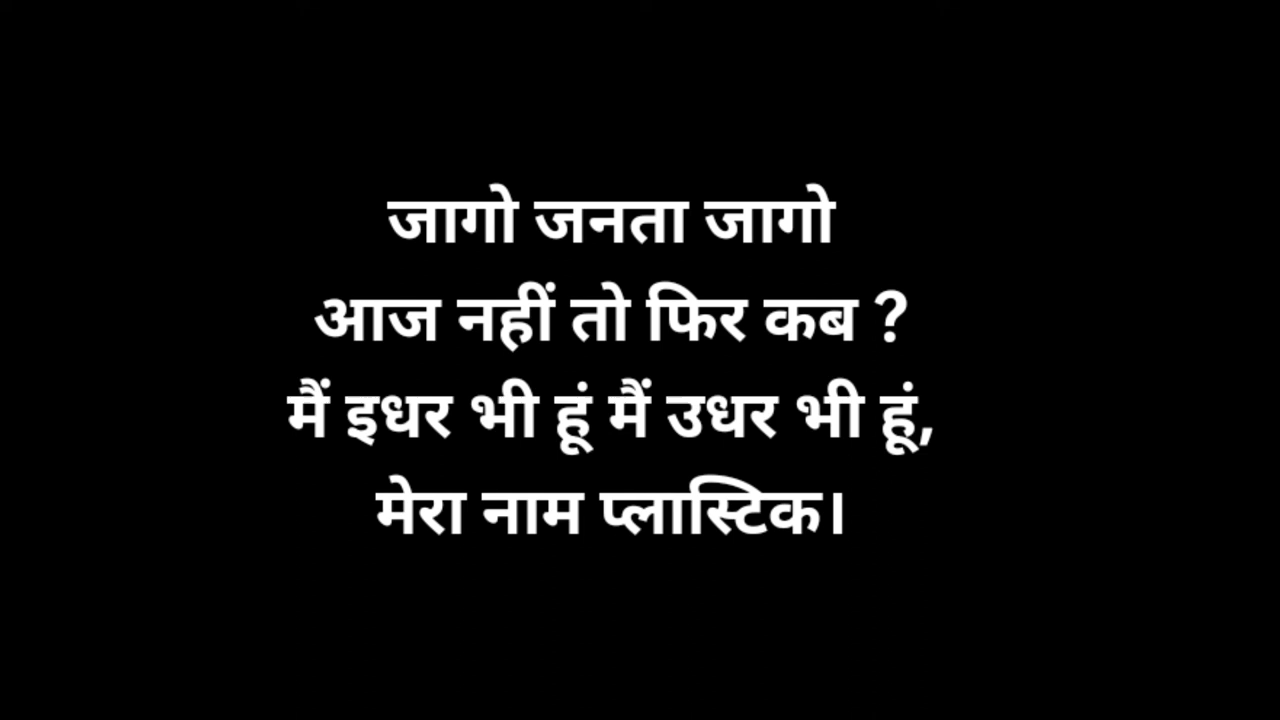 जागो जनता जागो
आज नहीं तो फिर कब ?
मैं इधर भी हूं मैं उधर भी हूं,
मेरा नाम प्लास्टिक।